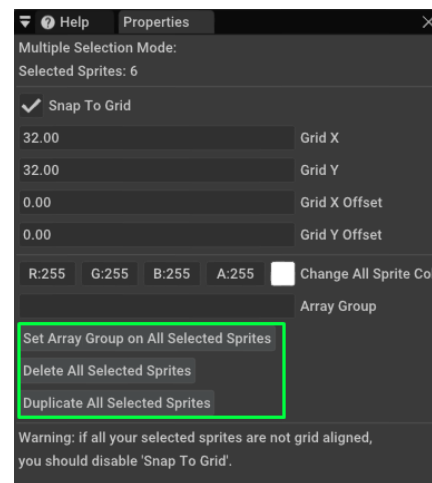 Help Properties
Multiple Selection Mode:
Selected Sprites: 6
Snap To Grid
32.00 Grid X
32.00 Grid Y
0.00 Grid X Offset
0.00 Grid Y Offset
R:255 G:255 B:255 A:255 Change All Sprite Co
Array Group
Set Array Group on All Selected Sprites
Delete All Selected Sprites
Duplicate All Selected Sprites
Warning: if all your selected sprites are not grid aligned,
you should disable 'Snap To Grid'.